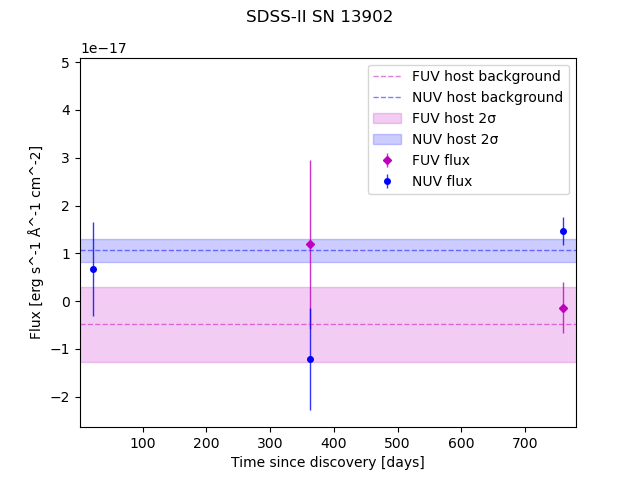 SDSS-II SN 13902
1e−17
FUV host background
NUV host background
FUV host 2σ
NUV host 2σ
FUV flux
NUV flux
5
4
3
2
1
0
−1
−2
Flux [erg s^-1 Å^-1 cm^-2]
100 200 300 400 500 600 700
Time since discovery [days]